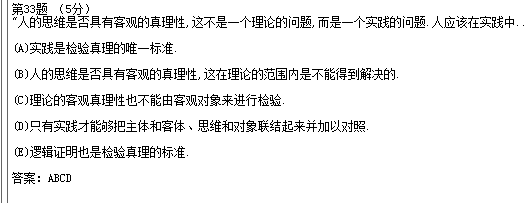 第33题 (5分)
"人的思维是否具有客观的真理性,这不是一个理论的问题,而是一个实践的问题.人应该在实践中..
(A)实践是检验真理的唯一标准.
(B)人的思维是否具有客观的真理性,这在理论的范围内是不能得到解决的.
(C)理论的客观真理性也不能由客观对象来进行检验.
(D)只有实践才能够把主体和客体、思维和对象联结起来并加以对照.
(E)逻辑证明也是检验真理的标准.
答案: ABCD